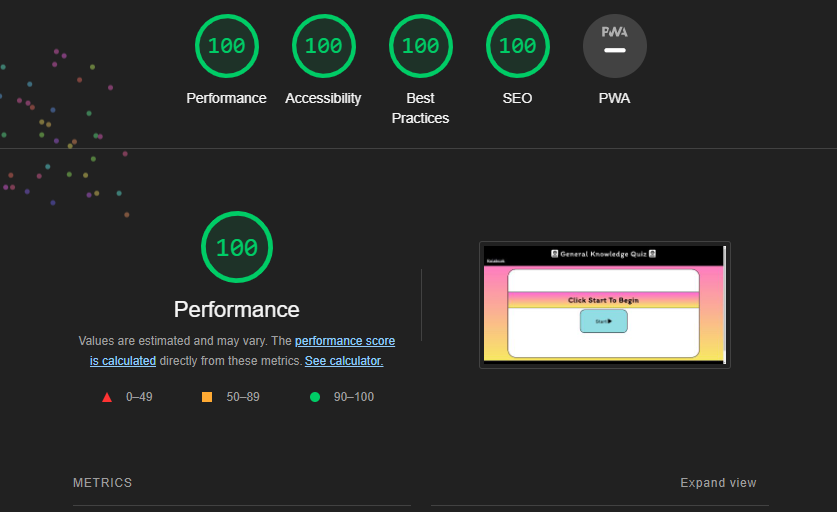 100 100 100 100 PWA
Performance Accessibility Best Practices SEO PWA
100
Performance
Values are estimated and may vary. The performance score
is calculated directly from these metrics. See calculator.
0–49 50–89 90–100
General Knowledge Quiz
Click Start To Begin
Start
METRICS Expand view